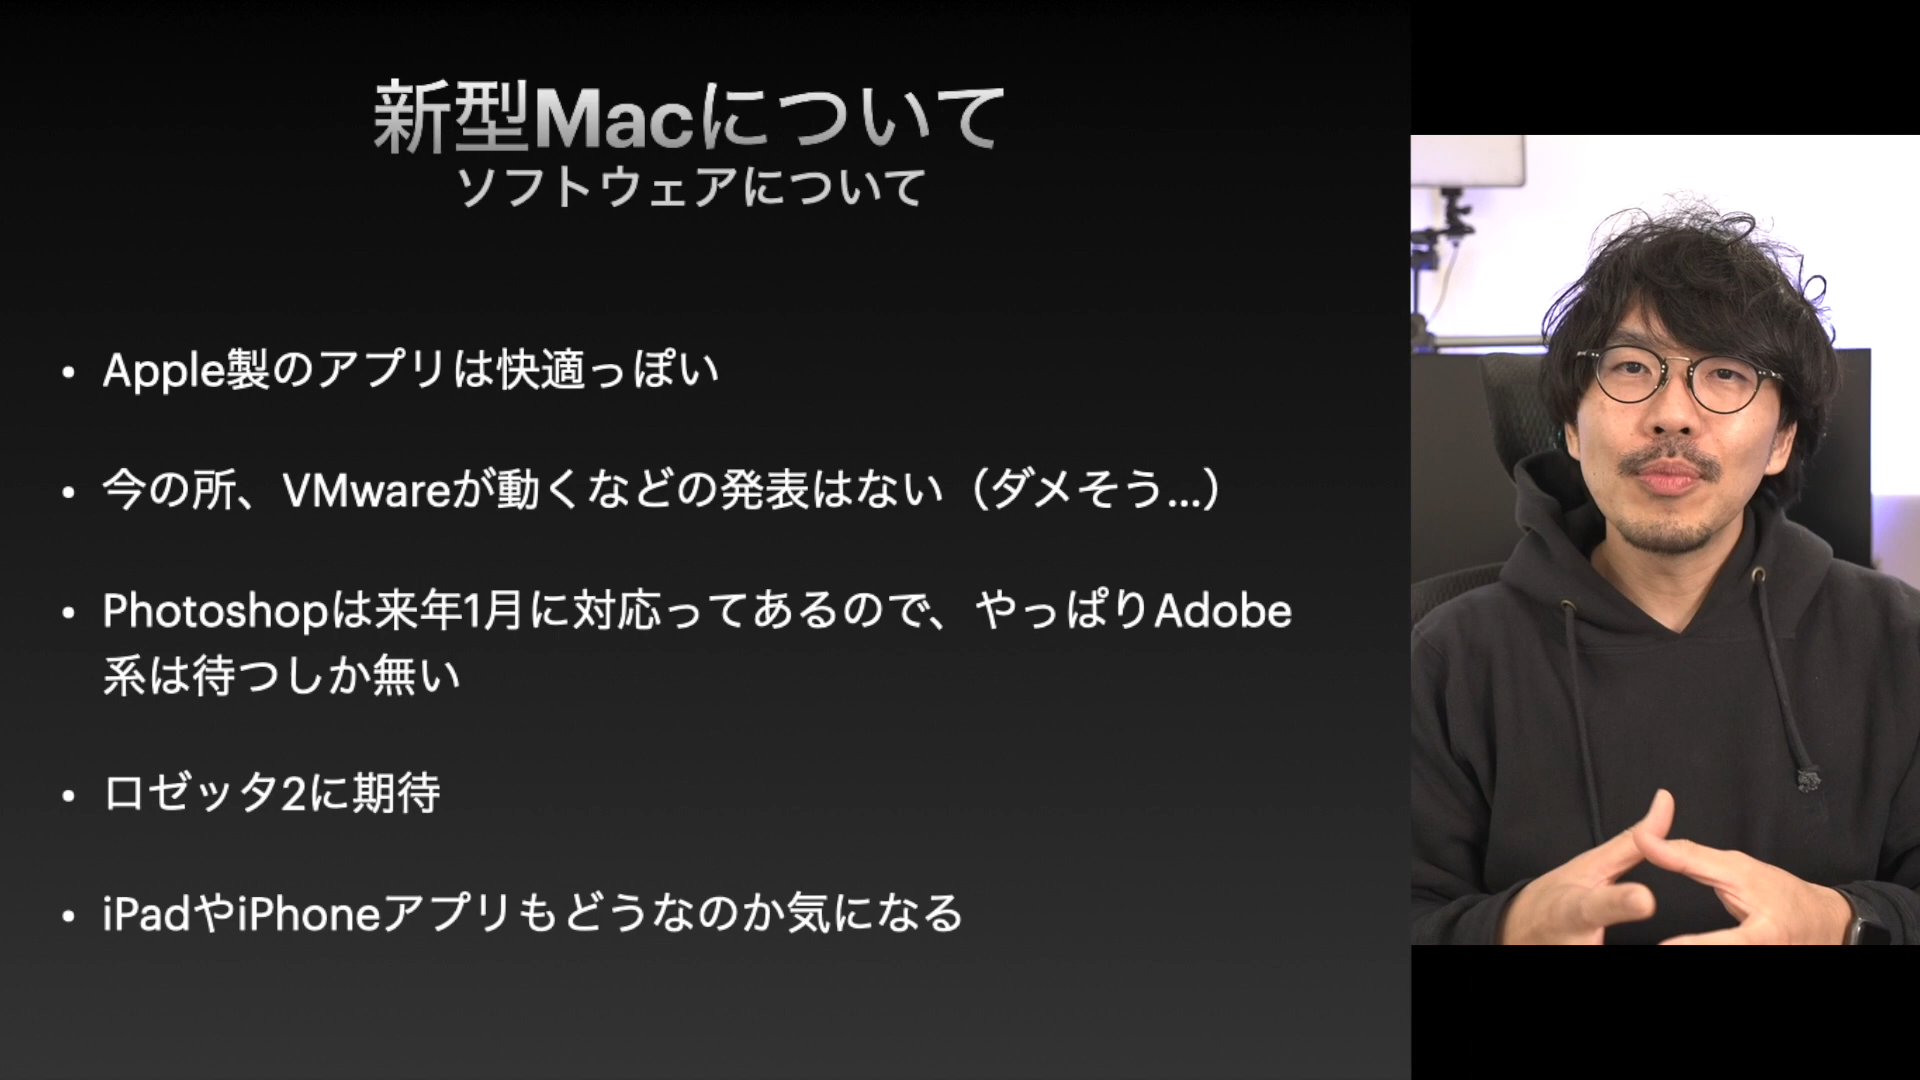 新型Macについて
ソフトウェアについて
• Apple製のアプリは快適っぽい
• 今の所、VMwareが動くなどの発表はない（ダメそう...）
• Photoshopは来年1月に対応ってあるので、やっぱりAdobe
系は待つしか無い
• ロゼッタ2に期待
• iPadやiPhoneアプリもどうなのか気になる